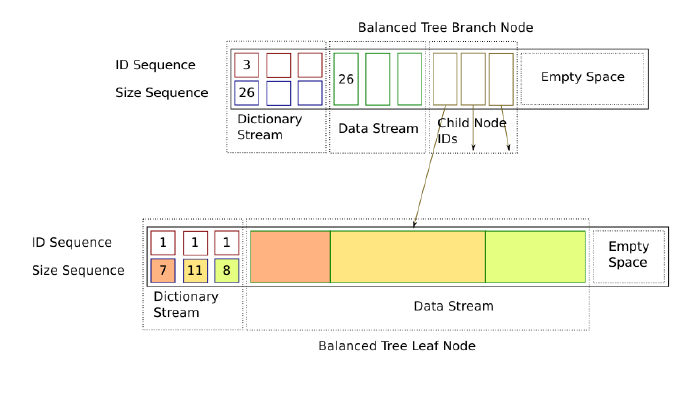 Balanced Tree Branch Node
ID Sequence
3
Size Sequence
26
26
Empty Space
Dictionary
Stream
Data Stream
Child Node
IDs
ID Sequence
1 1 1
Size Sequence
7 11 8
Empty
Space
Dictionary
Stream
Data Stream
Balanced Tree Leaf Node